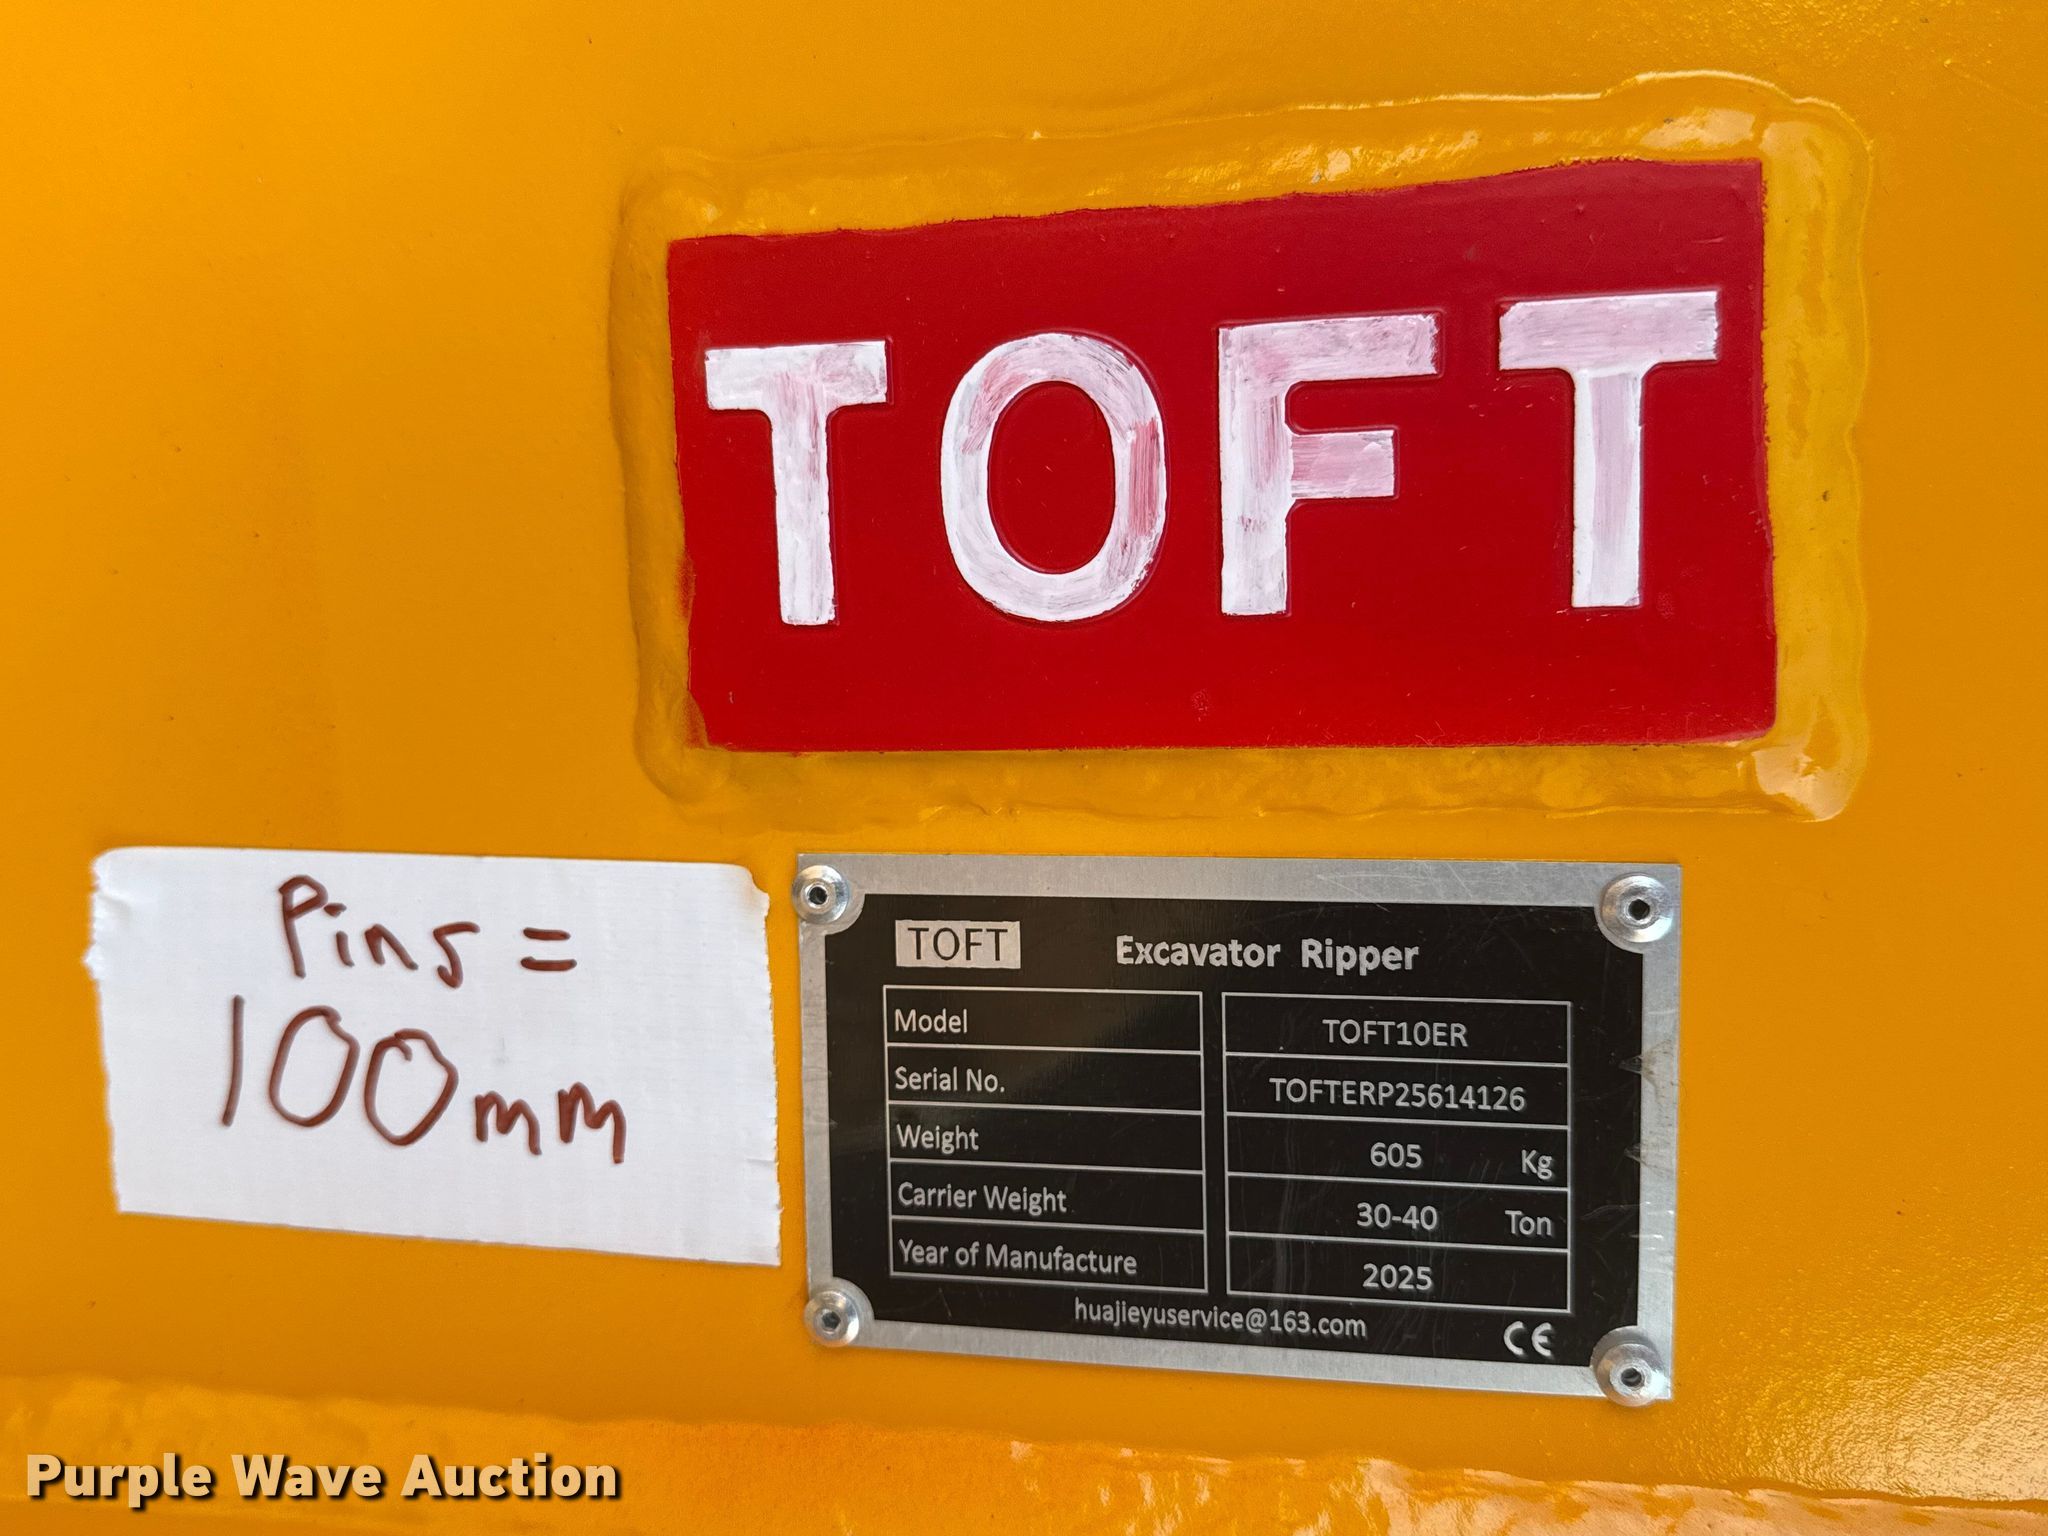 TOFT
Pins =
100mm
TOFT Excavator Ripper
Model TOFT10ER
Serial No. TOFTERP25614126
Weight 605 Kg
Carrier Weight 30-40 Ton
Year of Manufacture 2025
huajieyuservice@163.com
CE
Purple Wave Auction